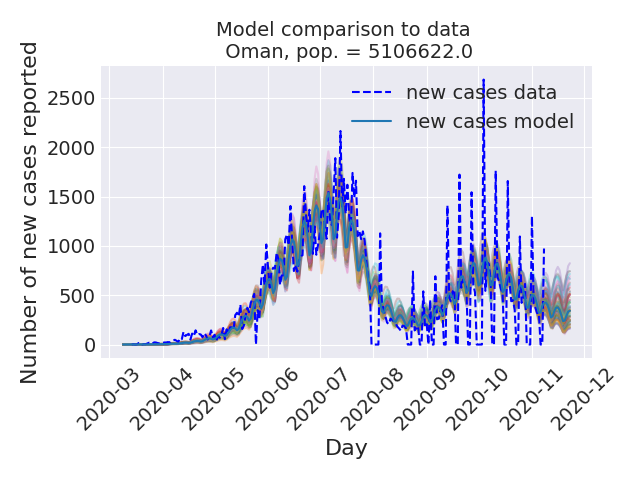 Model comparison to data
Oman, pop. = 5106622.0
new cases data
new cases model
Number of new cases reported
2500
2000
1500
1000
500
0
2020-03
2020-04
2020-05
2020-06
2020-07
2020-08
2020-09
2020-10
2020-11
2020-12
Day